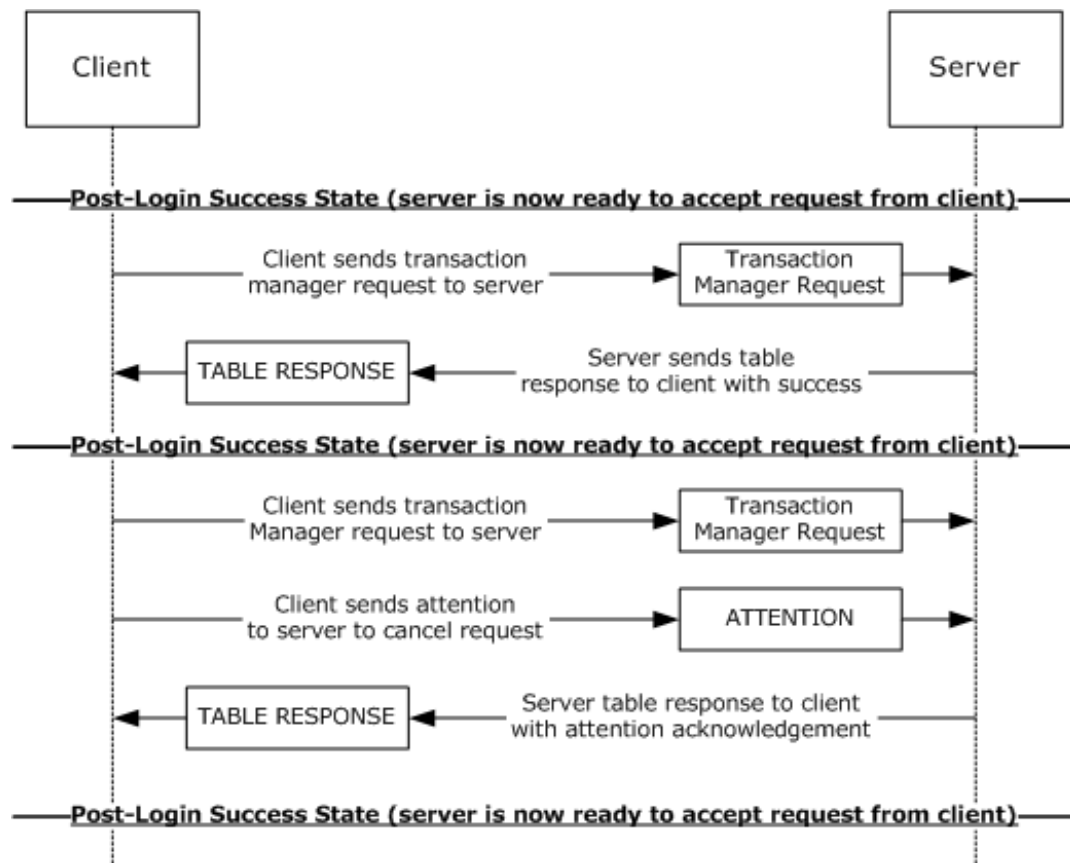 Client
Server
Post-Login Success State (server is now ready to accept request from client)
Client sends transaction
manager request to server
Transaction
Manager Request
TABLE RESPONSE
Server sends table
response to client with success
Post-Login Success State (server is now ready to accept request from client)
Client sends transaction
Manager request to server
Transaction
Manager Request
Client sends attention
to server to cancel request
ATTENTION
TABLE RESPONSE
Server table response to client
with attention acknowledgement
Post-Login Success State (server is now ready to accept request from client)